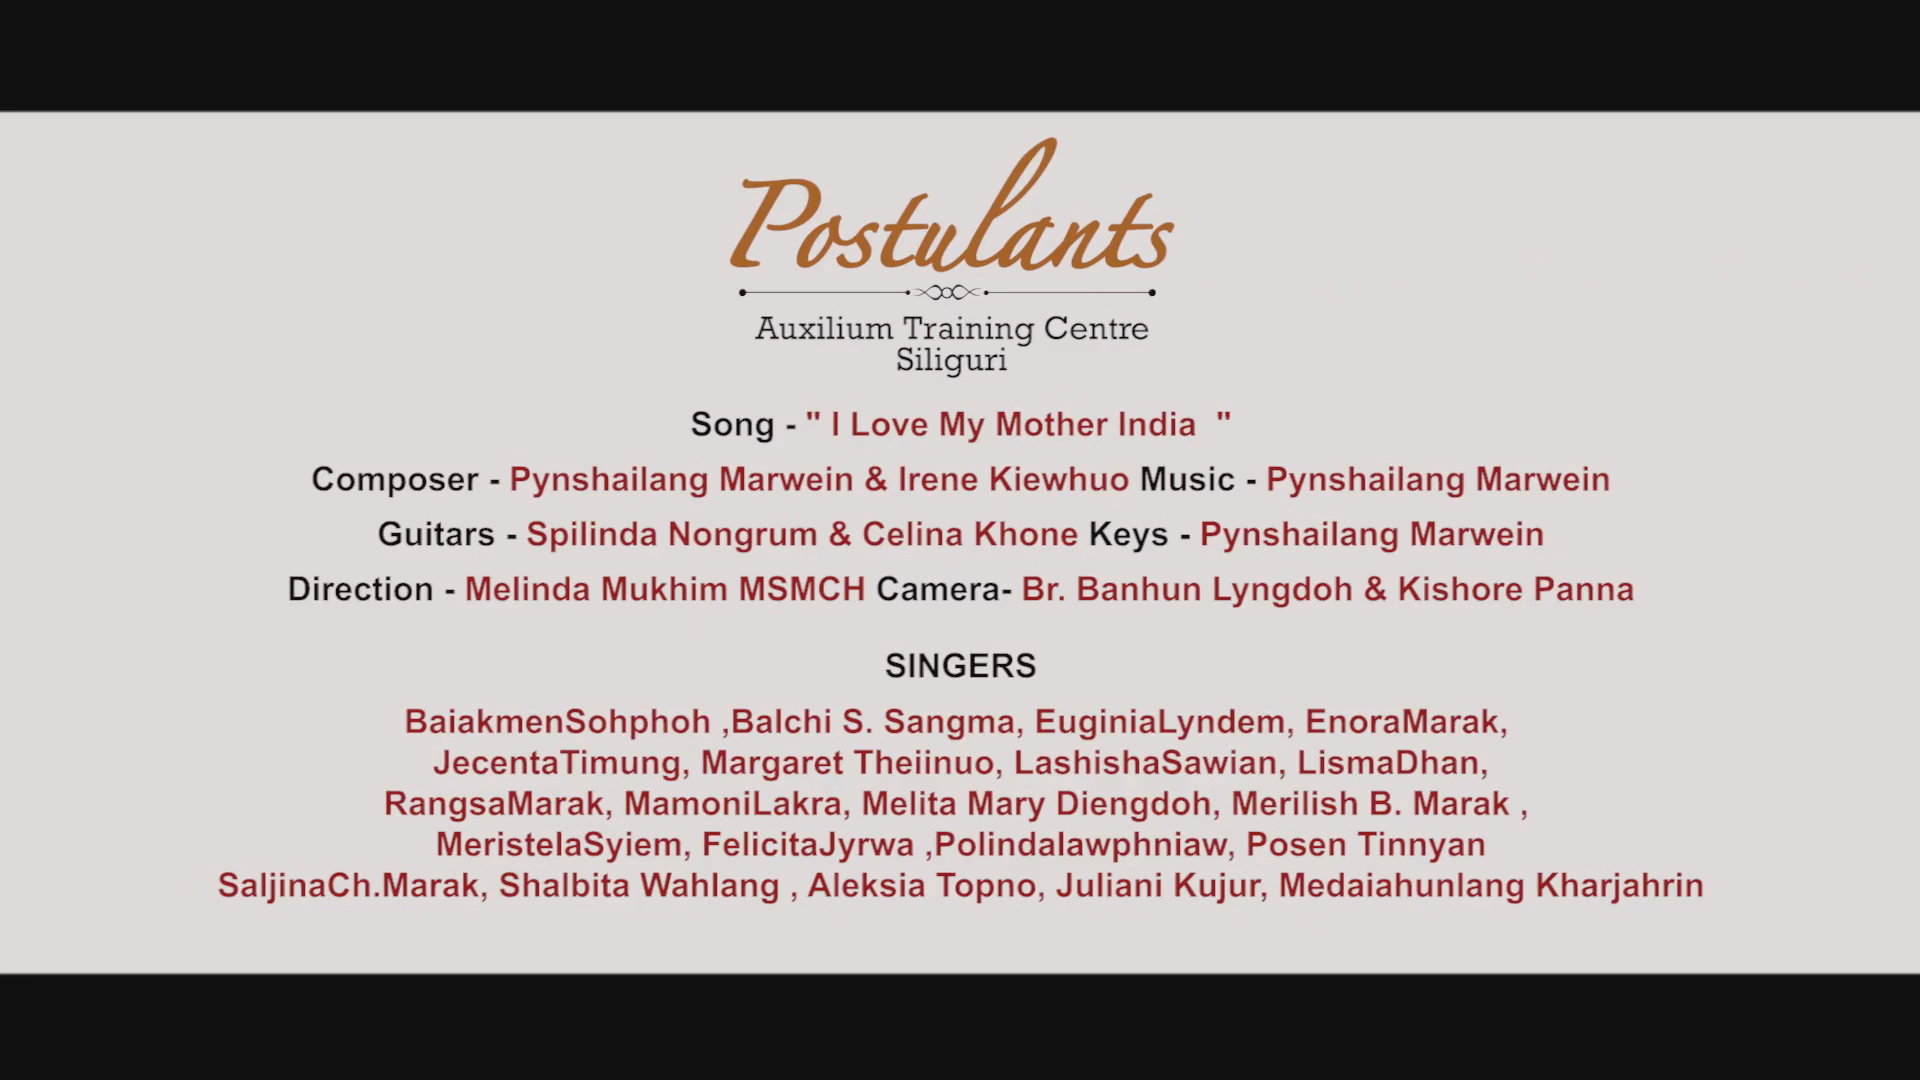 Postulants
Auxilium Training Centre
Siliguri
Song - " I Love My Mother India  "
Composer - Pynshailang Marwein & Irene Kiewhuo Music - Pynshailang Marwein
Guitars - Spilinda Nongrum & Celina Khone Keys - Pynshailang Marwein
Direction - Melinda Mukhim MSMCH Camera- Br. Banhun Lyngdoh & Kishore Panna
SINGERS
BaiakmenSohphoh ,Balchi S. Sangma, EuginiaLyndem, EnoraMarak,
JecentaTimung, Margaret Theiinuo, LashishaSawian, LismaDhan,
RangsaMarak, MamoniLakra, Melita Mary Diengdoh, Merilish B. Marak ,
MeristelaSyiem, FelicitaJyrwa ,PolindaIawphniaw, Posen Tinnyan
SaljinaCh.Marak, Shalbita Wahlang , Aleksia Topno, Juliani Kujur, Medaiahunlang Kharjahrin